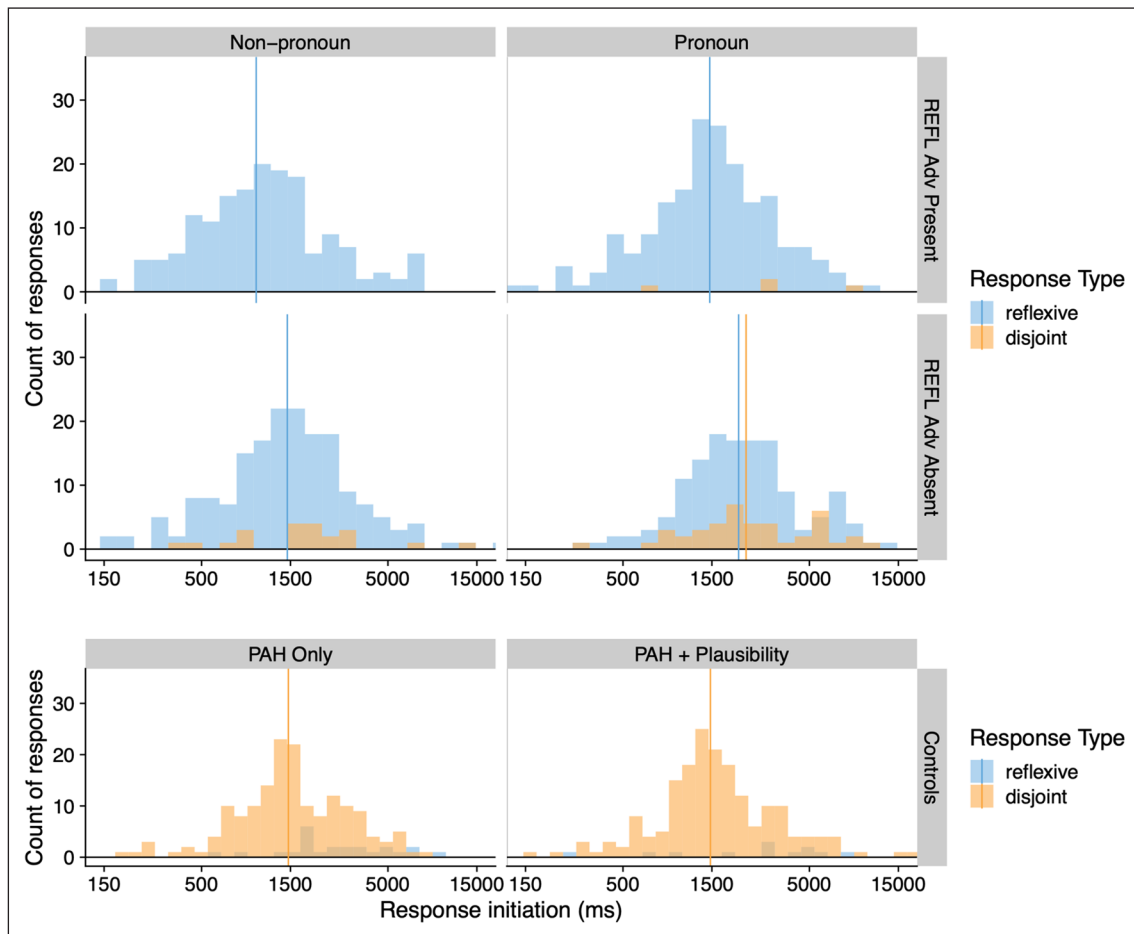 Non−pronoun
Pronoun
30
20
10
0
REFL Adv Present
Count of responses
30
20
10
0
REFL Adv Absent
150 500 1500 5000 15000
500 1500 5000 15000
Response Type
reflexive
disjoint
PAH Only
PAH + Plausibility
30
20
10
0
Count of responses
Controls
150 500 1500 5000 15000
150 500 1500 5000 15000
Response initiation (ms)
Response Type
reflexive
disjoint